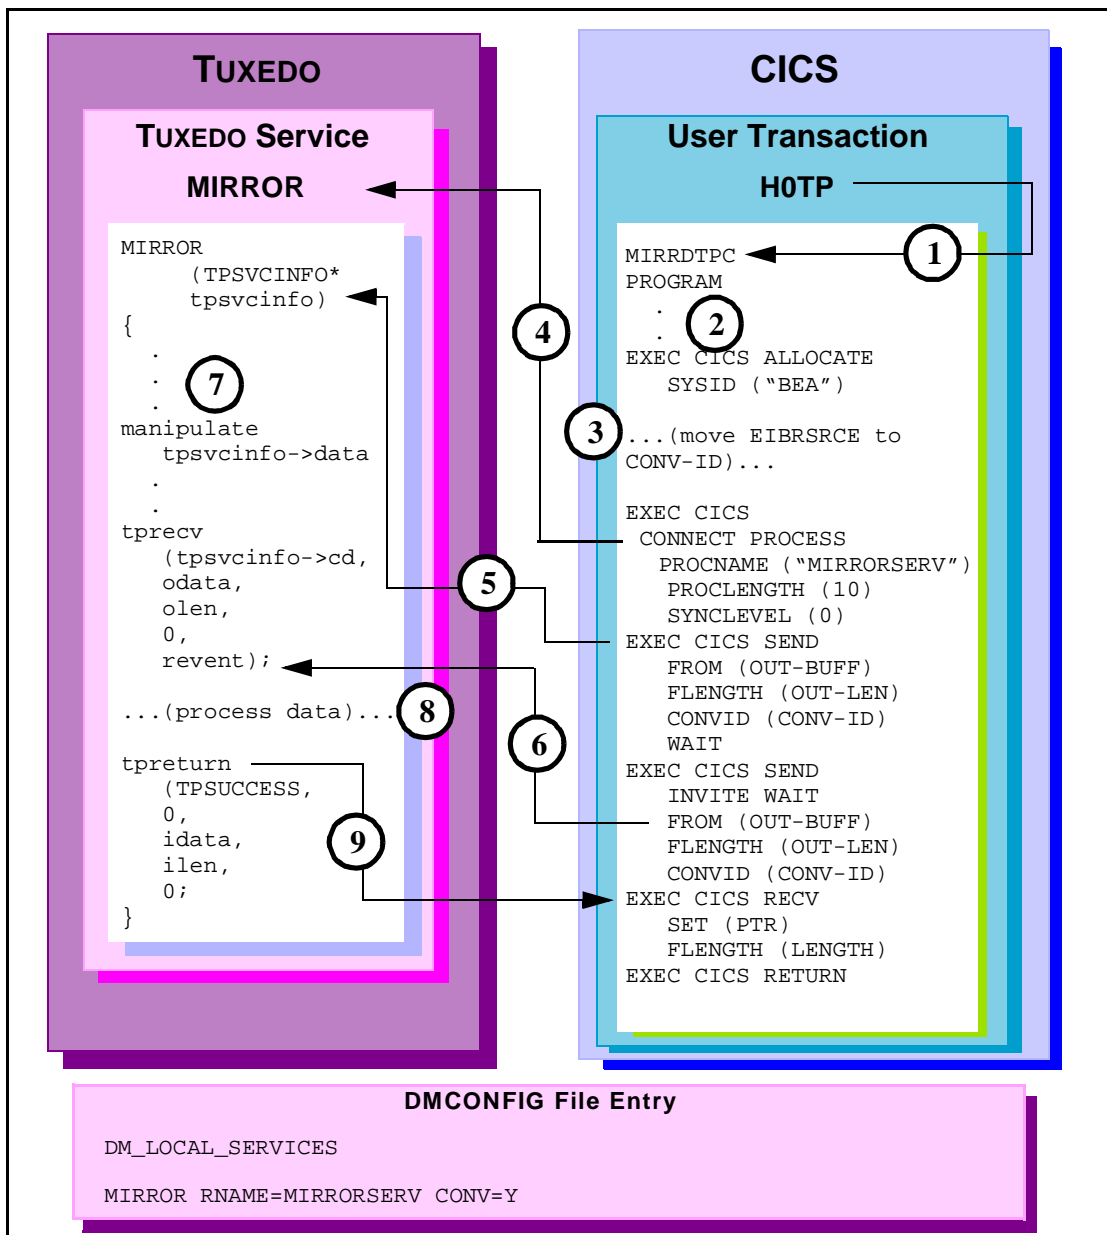 TUXEDO
TUXEDO Service
MIRROR
MIRROR
(TPSVCINFO*
tpsvcinfo)
{
.
.
7
.
manipulate
tpsvcinfo->data
.
.
tprecv
(tpsvcinfo->cd,
odata,
olen,
0,
revent);
...(process data)...
8
tpreturn
(TPSUCCESS,
0,
idata,
ilen,
0;
}
4
5
6
9
CICS
User Transaction
H0TP
1
MIRRDTPC
PROGRAM
.
2
.
EXEC CICS ALLOCATE
SYSID (“BEA”)
3
...(move EIBRSRCE to
CONV-ID)...
EXEC CICS
CONNECT PROCESS
PROCNAME (“MIRRORSERV”)
PROCLENGTH (10)
SYNCLEVEL (0)
EXEC CICS SEND
FROM (OUT-BUFF)
FLENGTH (OUT-LEN)
CONVID (CONV-ID)
WAIT
EXEC CICS SEND
INVITE WAIT
FROM (OUT-BUFF)
FLENGTH (OUT-LEN)
CONVID (CONV-ID)
EXEC CICS RECV
SET (PTR)
FLENGTH (LENGTH)
EXEC CICS RETURN
DMCONFIG File Entry
DM_LOCAL_SERVICES
MIRROR RNAME=MIRRORSERV CONV=Y